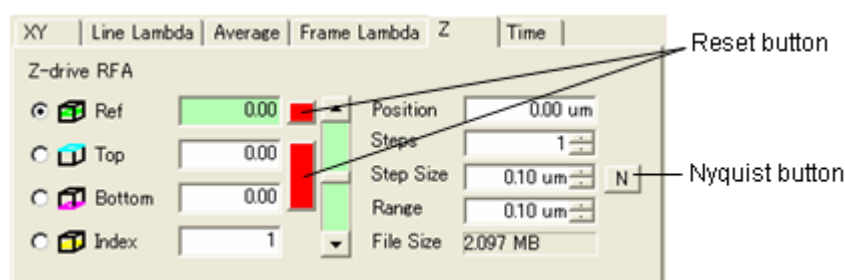 XY Line Lambda Average Frame Lambda Z Time
Reset button
Z-drive RFA
Ref 0.00 Position 0.00 um
Top 0.00 Steps 1
Step Size 0.10 um N Nyquist button
Bottom 0.00 Range 0.10 um
Index 1 File Size 2.097 MB